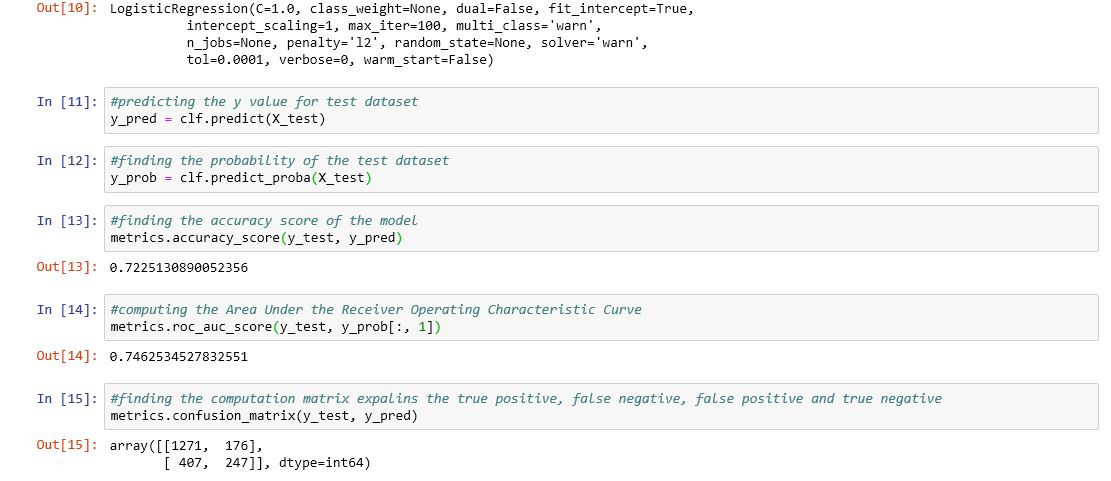 Out[10]: LogisticRegression(C=1.0, class_weight=None, dual=False, fit_intercept=True,
intercept_scaling=1, max_iter=100, multi_class='warn',
n_jobs=None, penalty='l2', random_state=None, solver='warn',
tol=0.0001, verbose=0, warm_start=False)
In [11]: #predicting the y value for test dataset
y_pred = clf.predict(X_test)
In [12]: #finding the probability of the test dataset
y_prob = clf.predict_proba(X_test)
In [13]: #finding the accuracy score of the model
metrics.accuracy_score(y_test, y_pred)
Out[13]: 0.7225130890052356
In [14]: #computing the Area Under the Receiver Operating Characteristic Curve
metrics.roc_auc_score(y_test, y_prob[:, 1])
Out[14]: 0.7462534527832551
In [15]: #finding the computation matrix expalins the true positive, false negative, false positive and true negative
metrics.confusion_matrix(y_test, y_pred)
Out[15]: array([[1271, 176],
[ 407, 247]], dtype=int64)